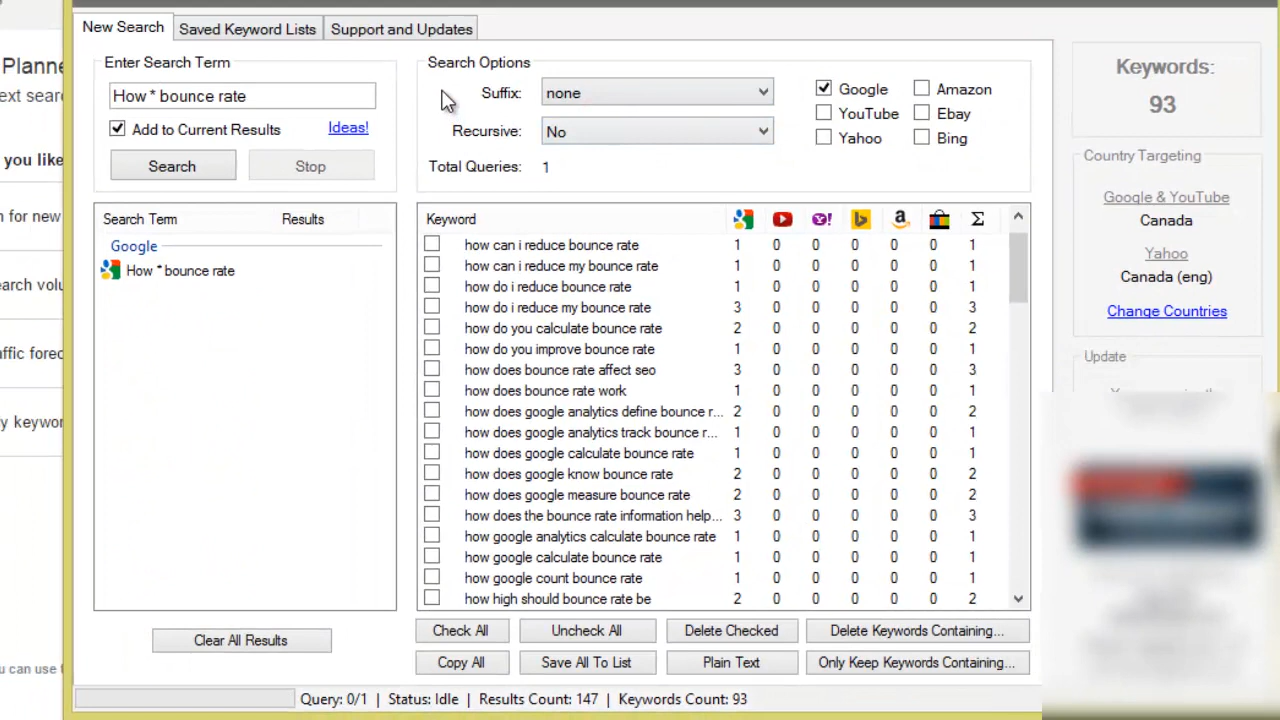 New Search
Saved Keyword Lists
Support and Updates
Planne
ext sear
you like
n for new
arch volu
ffic forec
y keywor
u can use t
Enter Search Term
How * bounce rate
Add to Current Results
Ideas!
Search
Stop
Search Options
Suffix:
none
Recursive:
No
Total Queries:
1
Google
Amazon
YouTube
Ebay
Yahoo
Bing
Search Term
Results
Google
How * bounce rate
Keyword Σ
how can i reduce bounce rate 1 0 0 0 0 0 1
how can i reduce my bounce rate 1 0 0 0 0 0 1
how do i reduce bounce rate 1 0 0 0 0 0 1
how do i reduce my bounce rate 3 0 0 0 0 0 3
how do you calculate bounce rate 2 0 0 0 0 0 2
how do you improve bounce rate 1 0 0 0 0 0 1
how does bounce rate affect seo 3 0 0 0 0 0 3
how does bounce rate work 1 0 0 0 0 0 1
how does google analytics define bounce r... 2 0 0 0 0 0 2
how does google analytics track bounce r... 1 0 0 0 0 0 1
how does google calculate bounce rate 1 0 0 0 0 0 1
how does google know bounce rate 2 0 0 0 0 0 2
how does google measure bounce rate 2 0 0 0 0 0 2
how does the bounce rate information help... 3 0 0 0 0 0 3
how google analytics calculate bounce rate 1 0 0 0 0 0 1
how google calculate bounce rate 1 0 0 0 0 0 1
how google count bounce rate 1 0 0 0 0 0 1
how high should bounce rate be 2 0 0 0 0 0 2
Clear All Results
Check All
Uncheck All
Delete Checked
Delete Keywords Containing...
Copy All
Save All To List
Plain Text
Only Keep Keywords Containing...
Query: 0/1 | Status: Idle | Results Count: 147 | Keywords Count: 93
Keywords:
93
Country Targeting
Google & YouTube
Canada
Yahoo
Canada (eng)
Change Countries
Update